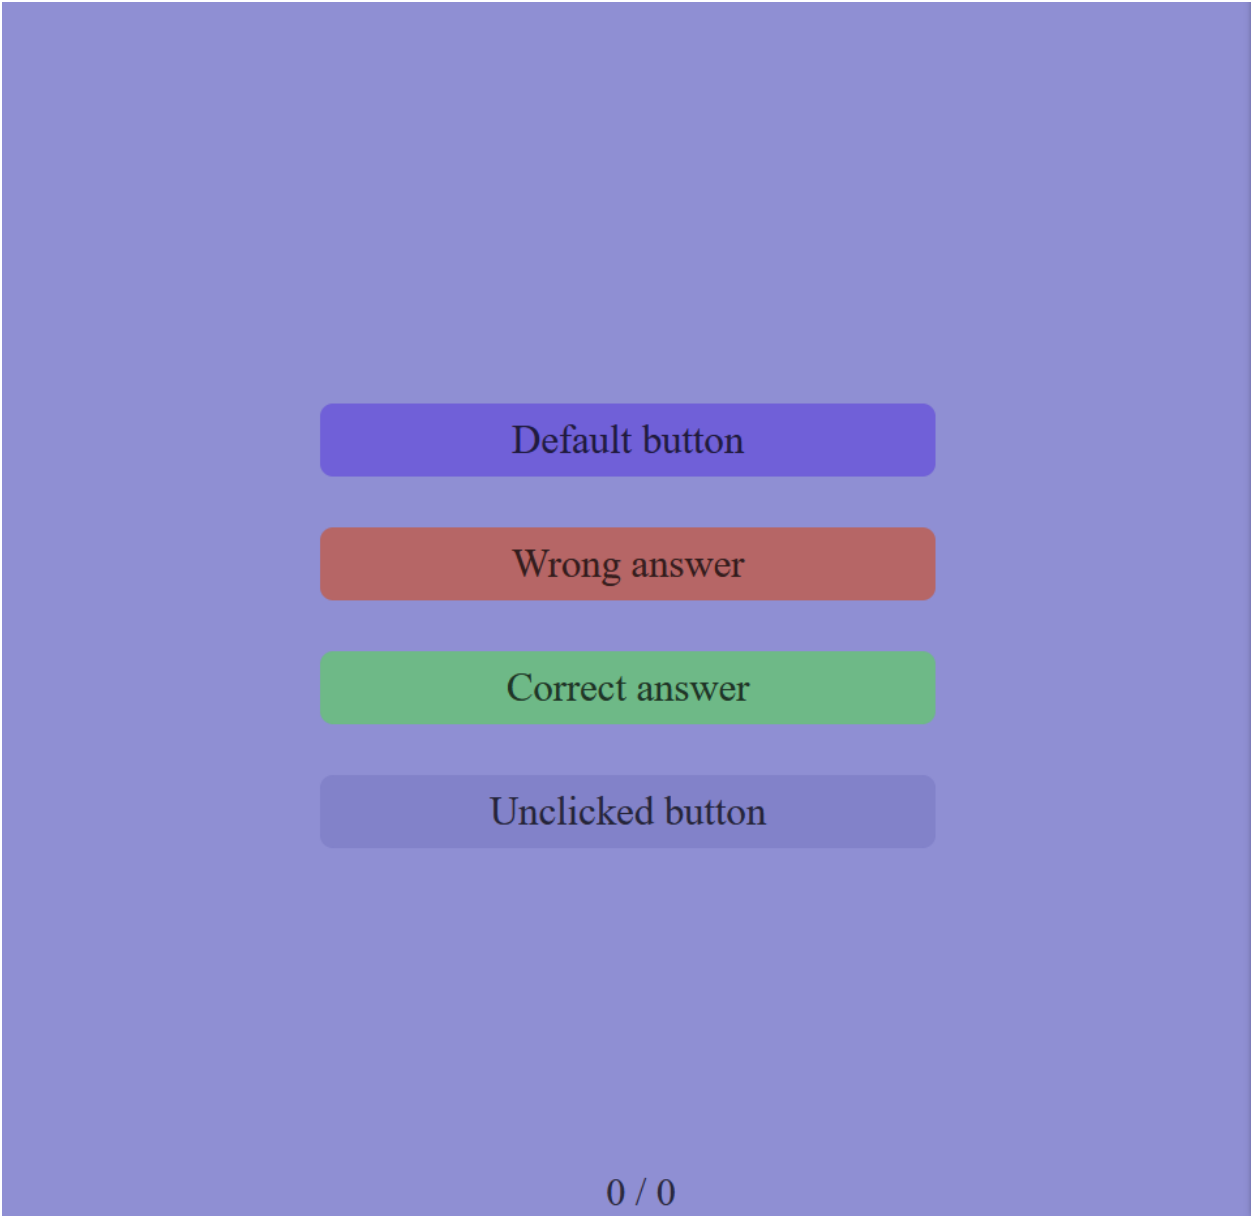 Default button
Wrong answer
Correct answer
Unclicked button
0 / 0